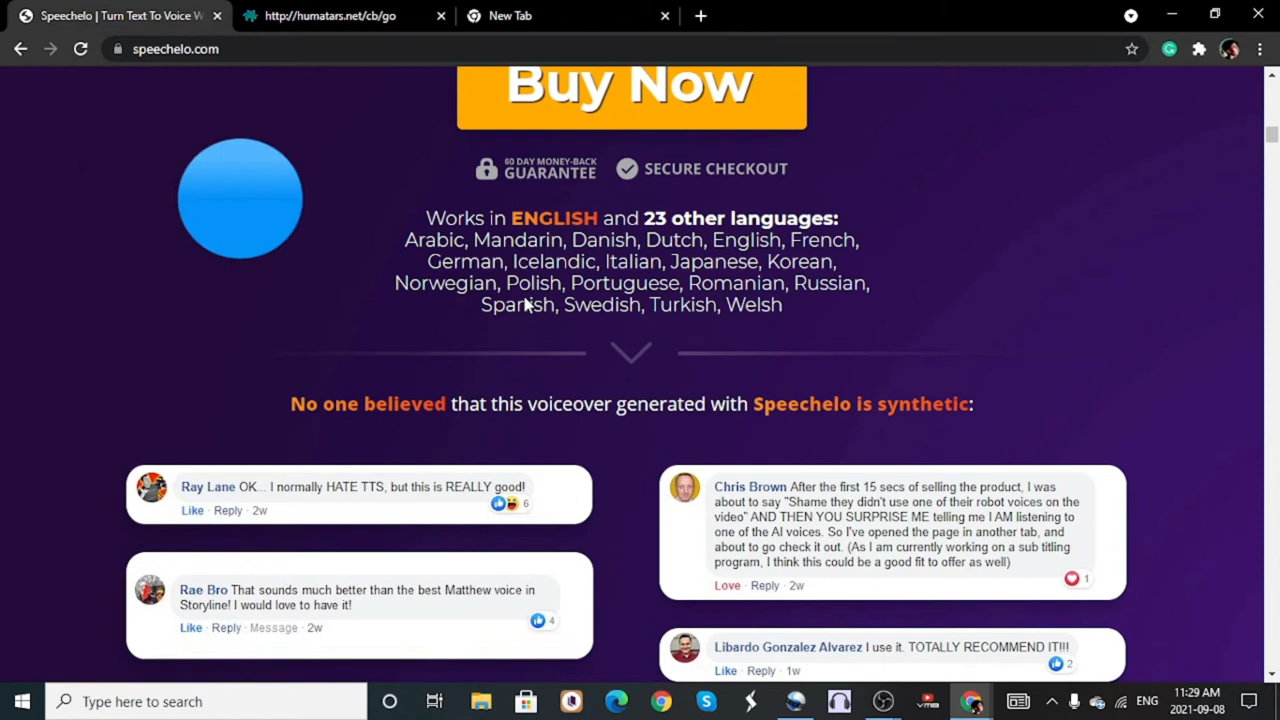 Speechelo | Turn Text To Voice W
http://humatars.net/cb/go
New Tab
speechelo.com
Buy Now
60 DAY MONEY-BACK
GUARANTEE
SECURE CHECKOUT
Works in ENGLISH and 23 other languages:
Arabic, Mandarin, Danish, Dutch, English, French,
German, Icelandic, Italian, Japanese, Korean,
Norwegian, Polish, Portuguese, Romanian, Russian,
Spanish, Swedish, Turkish, Welsh
No one believed that this voiceover generated with Speechelo is synthetic:
Ray Lane OK... I normally HATE TTS, but this is REALLY good!
6
Like · Reply · 2w
Rae Bro That sounds much better than the best Matthew voice in
Storyline! I would love to have it!
4
Like · Reply · Message · 2w
Chris Brown After the first 15 secs of selling the product, I was
about to say "Shame they didn't use one of their robot voices on the
video" AND THEN YOU SURPRISE ME telling me I AM listening to
one of the AI voices. So I've opened the page in another tab, and
about to go check it out. (As I am currently working on a sub titling
program, I think this could be a good fit to offer as well)
1
Love · Reply · 2w
Libardo Gonzalez Alvarez I use it. TOTALLY RECOMMEND IT!!!
2
Like · Reply · 1w
Type here to search
ENG
11:29 AM
2021-09-08